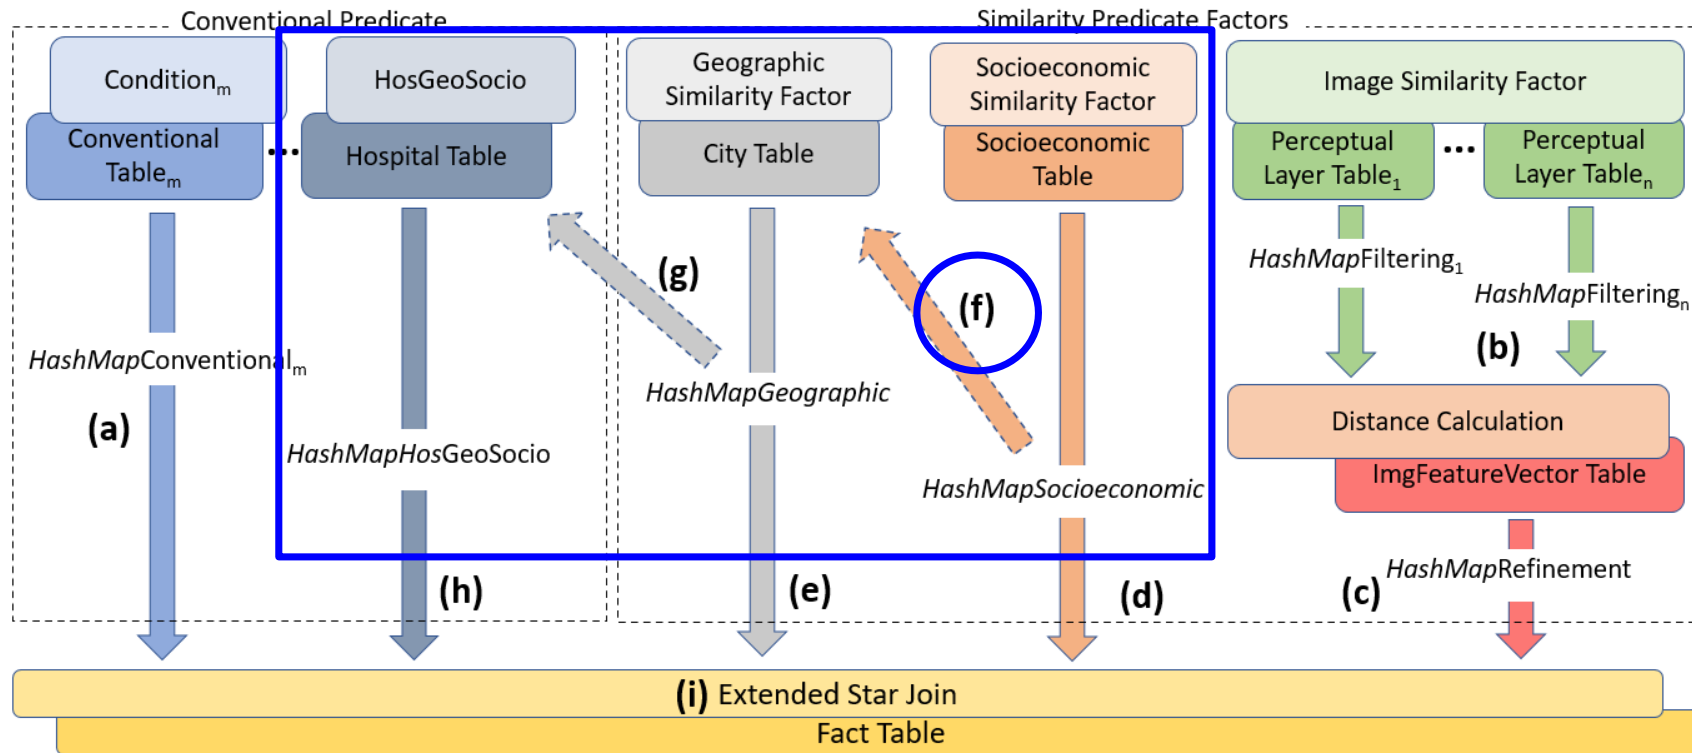 Conventional Predicate
Similarity Predicate Factors
Conditionm
HosGeoSocio
Geographic
Similarity Factor
Socioeconomic
Similarity Factor
Image Similarity Factor
Conventional
Tablem
...
Hospital Table
City Table
Socioeconomic
Table
Perceptual
Layer Table1
...
Perceptual
Layer Tablen
(g)
(f)
HashMapFiltering1
HashMapFilteringn
(b)
HashMapConventionalm
(a)
HashMapGeographic
HashMapHosGeoSocio
HashMapSocioeconomic
Distance Calculation
ImgFeatureVector Table
HashMapRefinement
(h)
(e)
(d)
(c)
(i) Extended Star Join
Fact Table